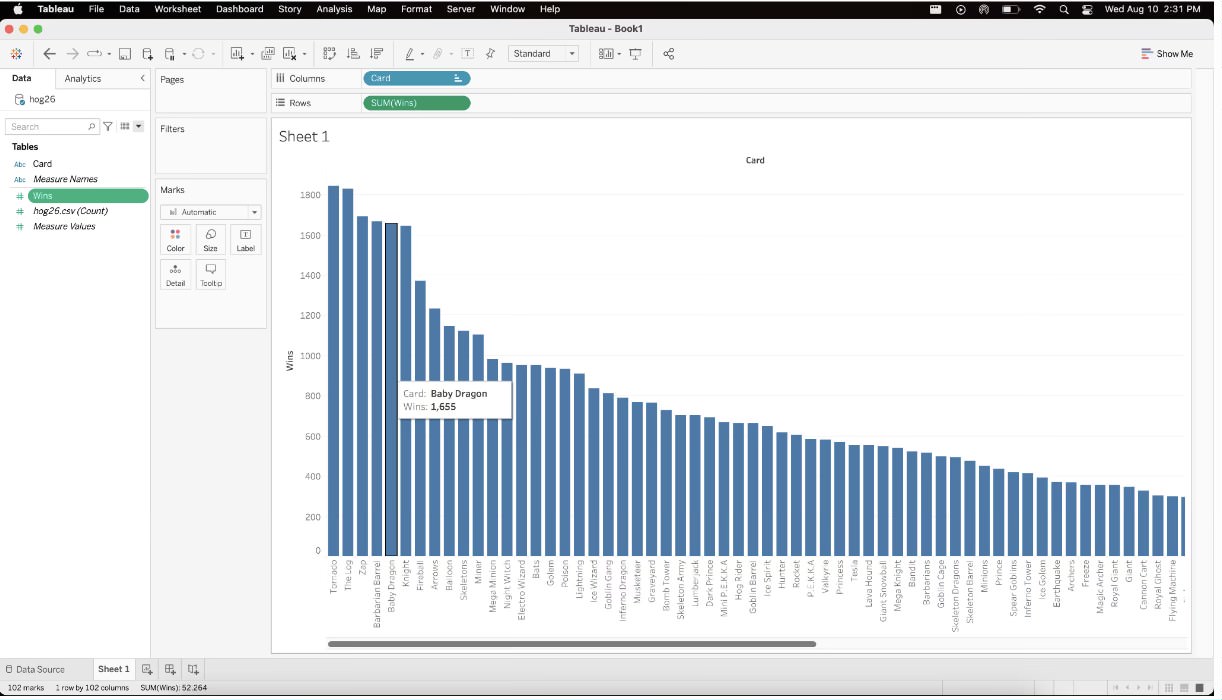 Tableau File Data Worksheet Dashboard Story Analysis Map Format Server Window Help Wed Aug 10 2:31 PM
Tableau - Book1
Standard Show Me
Data Analytics
Pages
Columns Card
hog26
Rows SUM(Wins)
Search
Filters
Sheet 1
Tables
Card
Abc Card
Abc Measure Names
Marks
Wins
Automatic
hog26.csv (Count)
Measure Values
Color Size Label
Detail Tooltip
Wins
1800
1600
1400
1200
1000
800
600
400
200
0
Card: Baby Dragon
Wins: 1,655
Tornado
The Log
Zap
Barbarian Barrel
Baby Dragon
Knight
Fireball
Arrows
Balloon
Skeletons
Miner
Mega Minion
Night Witch
Electro Wizard
Bats
Golem
Poison
Lightning
Ice Wizard
Goblin Gang
Inferno Dragon
Musketeer
Graveyard
Bomb Tower
Skeleton Army
Lumberjack
Dark Prince
Mini P.E.K.K.A
Hog Rider
Goblin Barrel
Ice Spirit
Hunter
Rocket
P.E.K.K.A
Valkyrie
Princess
Tesla
Lava Hound
Giant Snowball
Mega Knight
Bandit
Barbarians
Goblin Cage
Skeleton Dragons
Skeleton Barrel
Minions
Prince
Spear Goblins
Inferno Tower
Ice Golem
Earthquake
Archers
Freeze
Magic Archer
Royal Giant
Giant
Cannon Cart
Royal Ghost
Flying Machine
Data Source Sheet 1
102 marks 1 row by 102 columns SUM(Wins): 52,264